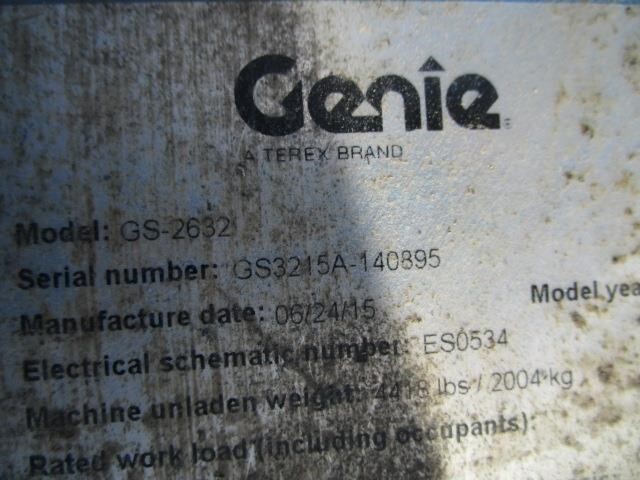 Genie
A TEREX BRAND
Model: GS-2632
Serial number: GS3215A-140895
Model yea
Manufacture date: 06/24/15
Electrical schematic number: ES0534
Machine unladen weight: 4418 lbs / 2004 kg
Rated work load (including occupants):